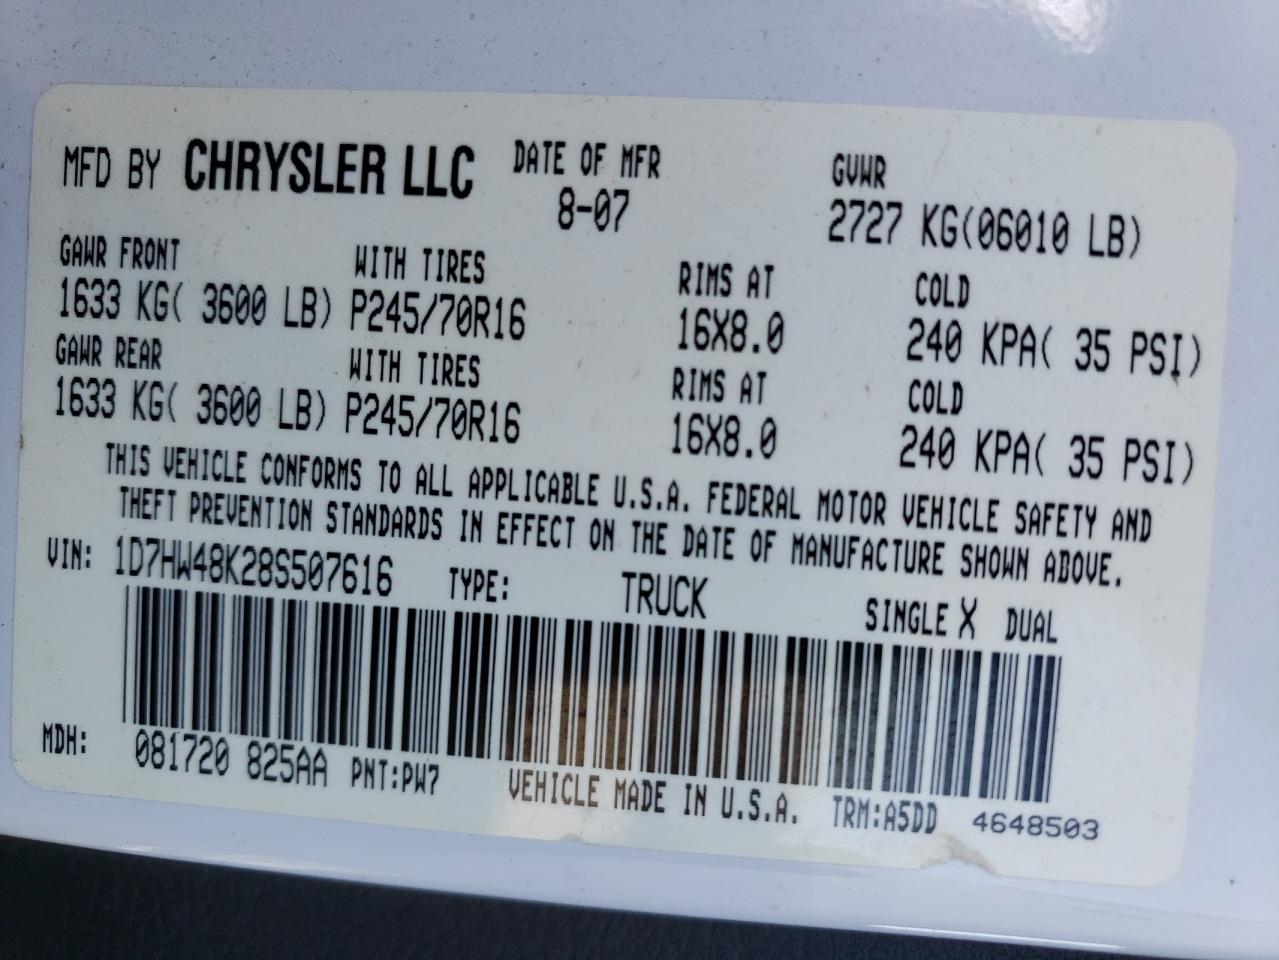 MFD BY CHRYSLER LLC DATE OF MFR GVWR
8-07 2727 KG(06010 LB)
GAWR FRONT WITH TIRES RIMS AT COLD
1633 KG( 3600 LB) P245/70R16 16X8.0 240 KPA( 35 PSI)
GAWR REAR WITH TIRES RIMS AT COLD
1633 KG( 3600 LB) P245/70R16 16X8.0 240 KPA( 35 PSI)
THIS VEHICLE CONFORMS TO ALL APPLICABLE U.S.A. FEDERAL MOTOR VEHICLE SAFETY AND
THEFT PREVENTION STANDARDS IN EFFECT ON THE DATE OF MANUFACTURE SHOWN ABOVE.
VIN: 1D7HW48K28S507616 TYPE: TRUCK SINGLE X DUAL
MDH: 081720 825AA PNT:PW7 VEHICLE MADE IN U.S.A. TRM:A5DD 4648503